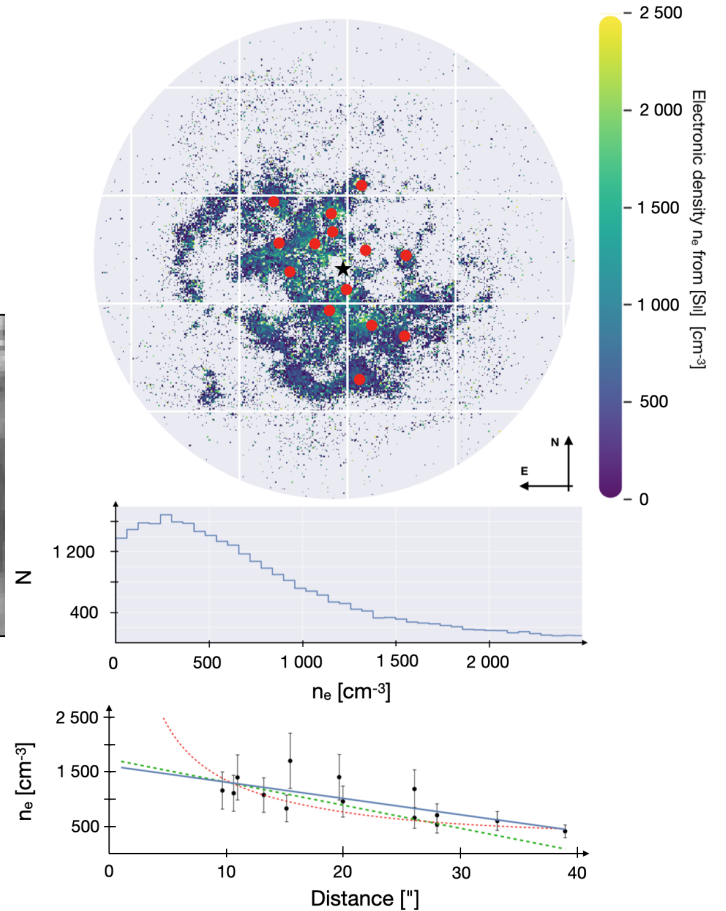 2 500
2 000
1 500
1 000
500
0
Electronic density nₑ from [SII] [cm⁻³]
N
E
1 200
400
N
0 500 1 000 1 500 2 000
nₑ [cm⁻³]
2 500
1 500
500
nₑ [cm⁻³]
0 10 20 30 40
Distance ["]